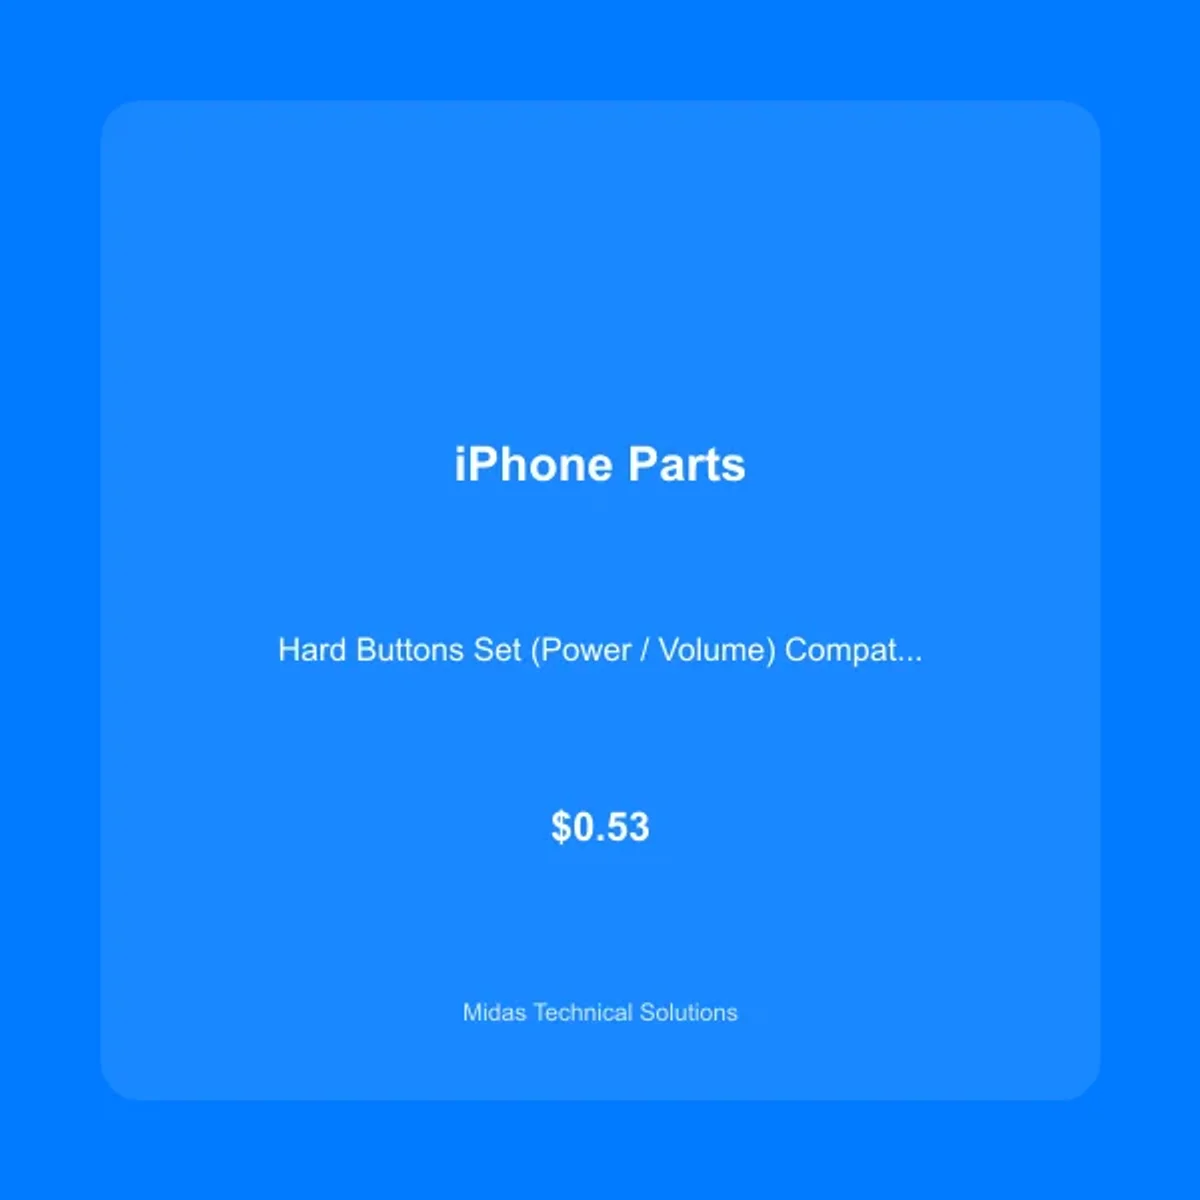 iPhone Parts
Hard Buttons Set (Power / Volume) Compat...
$0.53
Midas Technical Solutions